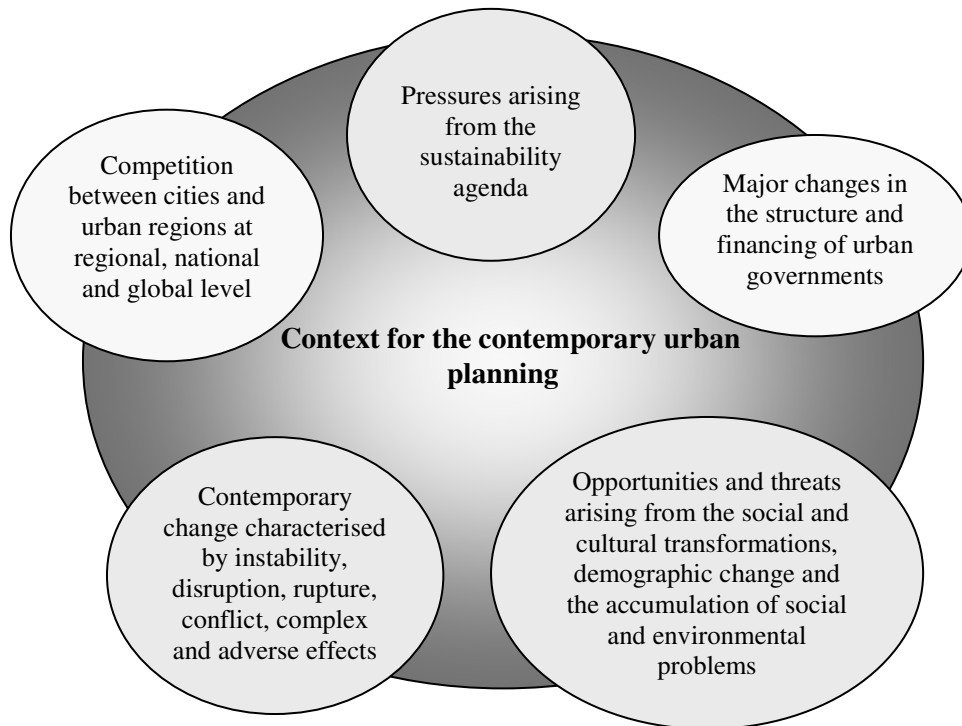 Pressures arising
from the
sustainability
agenda
Competition
between cities and
urban regions at
regional, national
and global level
Major changes in
the structure and
financing of urban
governments
Context for the contemporary urban
planning
Contemporary
change characterised
by instability,
disruption, rupture,
conflict, complex
and adverse effects
Opportunities and threats
arising from the social and
cultural transformations,
demographic change and
the accumulation of social
and environmental
problems